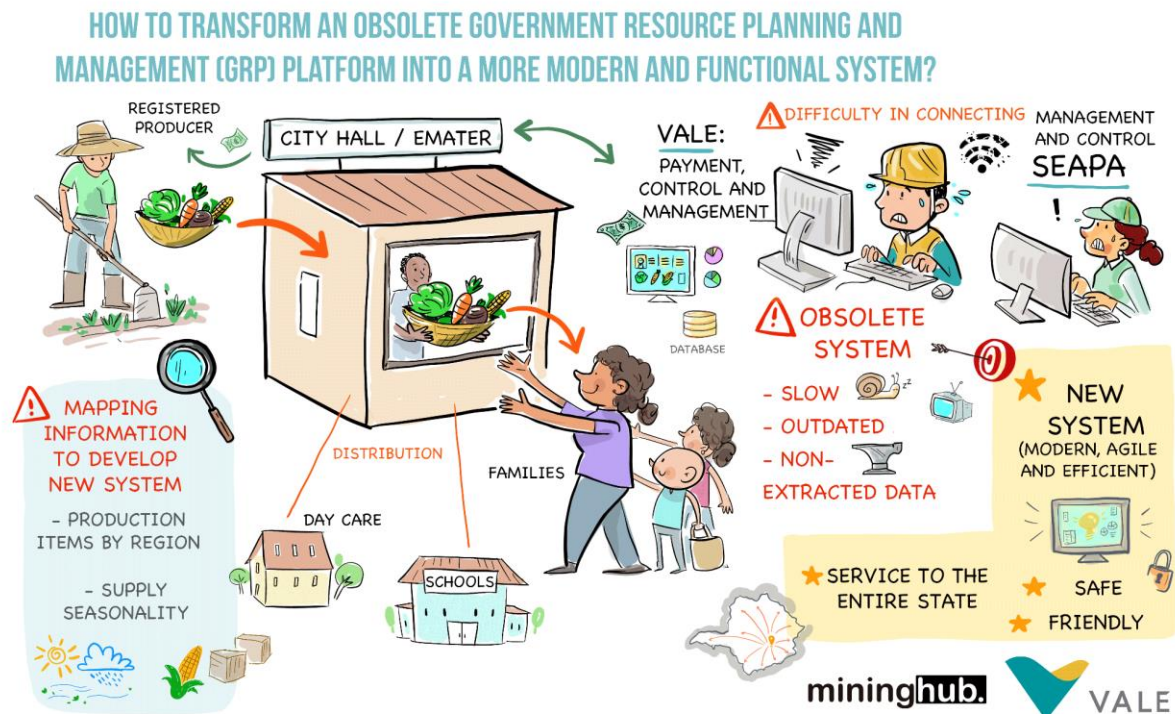 HOW TO TRANSFORM AN OBSOLETE GOVERNMENT RESOURCE PLANNING AND
MANAGEMENT (GRP) PLATFORM INTO A MORE MODERN AND FUNCTIONAL SYSTEM?
REGISTERED
PRODUCER
CITY HALL / EMATER
VALE:
PAYMENT,
CONTROL AND
MANAGEMENT
DATABASE
DIFFICULTY IN CONNECTING
MANAGEMENT
AND CONTROL
SEAPA
!
OBSOLETE
SYSTEM
- SLOW
- OUTDATED
- NON-
EXTRACTED DATA
MAPPING
INFORMATION
TO DEVELOP
NEW SYSTEM
- PRODUCTION
ITEMS BY REGION
- SUPPLY
SEASONALITY
DISTRIBUTION
DAY CARE
SCHOOLS
FAMILIES
NEW
SYSTEM
(MODERN, AGILE
AND EFFICIENT)
SAFE
FRIENDLY
SERVICE TO THE
ENTIRE STATE
mininghub.
VALE